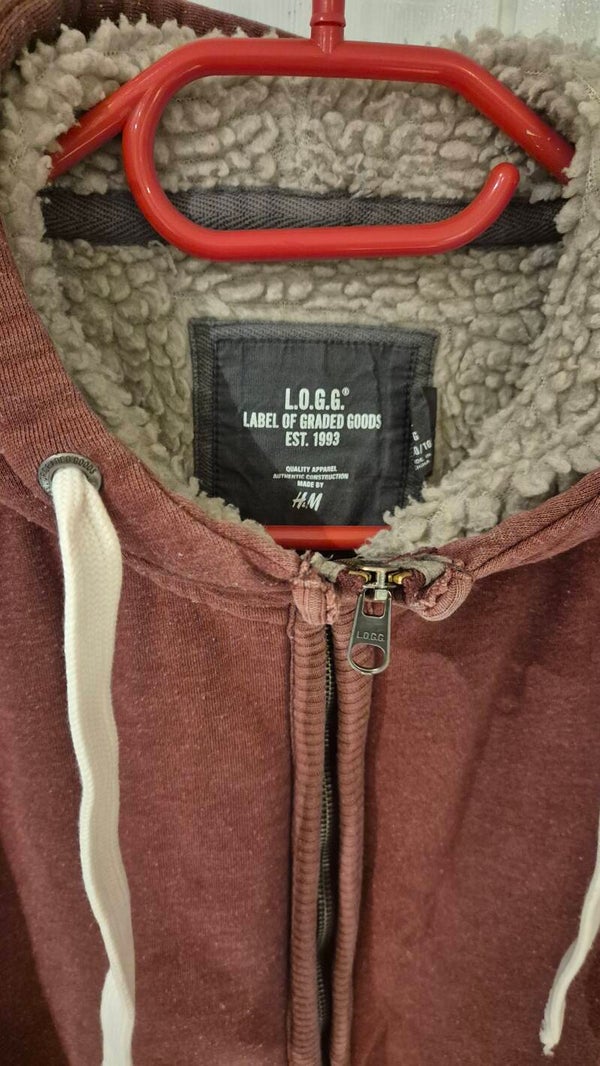 L.O.G.G.®
LABEL OF GRADED GOODS
EST. 1993
QUALITY APPAREL
AUTHENTIC CONSTRUCTION
MADE BY
H&M
L.O.G.G.